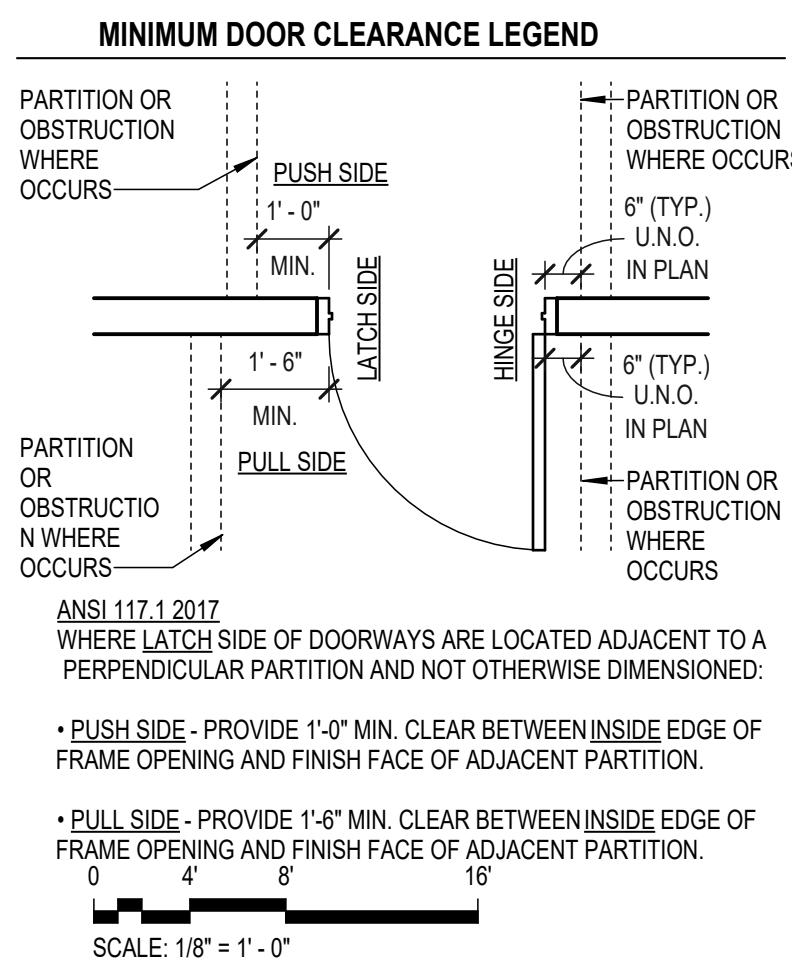 MINIMUM DOOR CLEARANCE LEGEND
PARTITION OR
OBSTRUCTION
WHERE
OCCURS
PUSH SIDE
1' - 0"
MIN.
LATCH SIDE
HINGE SIDE
PARTITION OR
OBSTRUCTION
WHERE OCCURS
6" (TYP.)
U.N.O.
IN PLAN
1' - 6"
MIN.
PULL SIDE
6" (TYP.)
U.N.O.
IN PLAN
PARTITION
OR
OBSTRUCTIO
N WHERE
OCCURS
PARTITION OR
OBSTRUCTION
WHERE
OCCURS
ANSI 117.1 2017
WHERE LATCH SIDE OF DOORWAYS ARE LOCATED ADJACENT TO A
PERPENDICULAR PARTITION AND NOT OTHERWISE DIMENSIONED:
• PUSH SIDE - PROVIDE 1'-0" MIN. CLEAR BETWEEN INSIDE EDGE OF
FRAME OPENING AND FINISH FACE OF ADJACENT PARTITION.
• PULL SIDE - PROVIDE 1'-6" MIN. CLEAR BETWEEN INSIDE EDGE OF
FRAME OPENING AND FINISH FACE OF ADJACENT PARTITION.
0 4' 8' 16'
SCALE: 1/8" = 1' - 0"